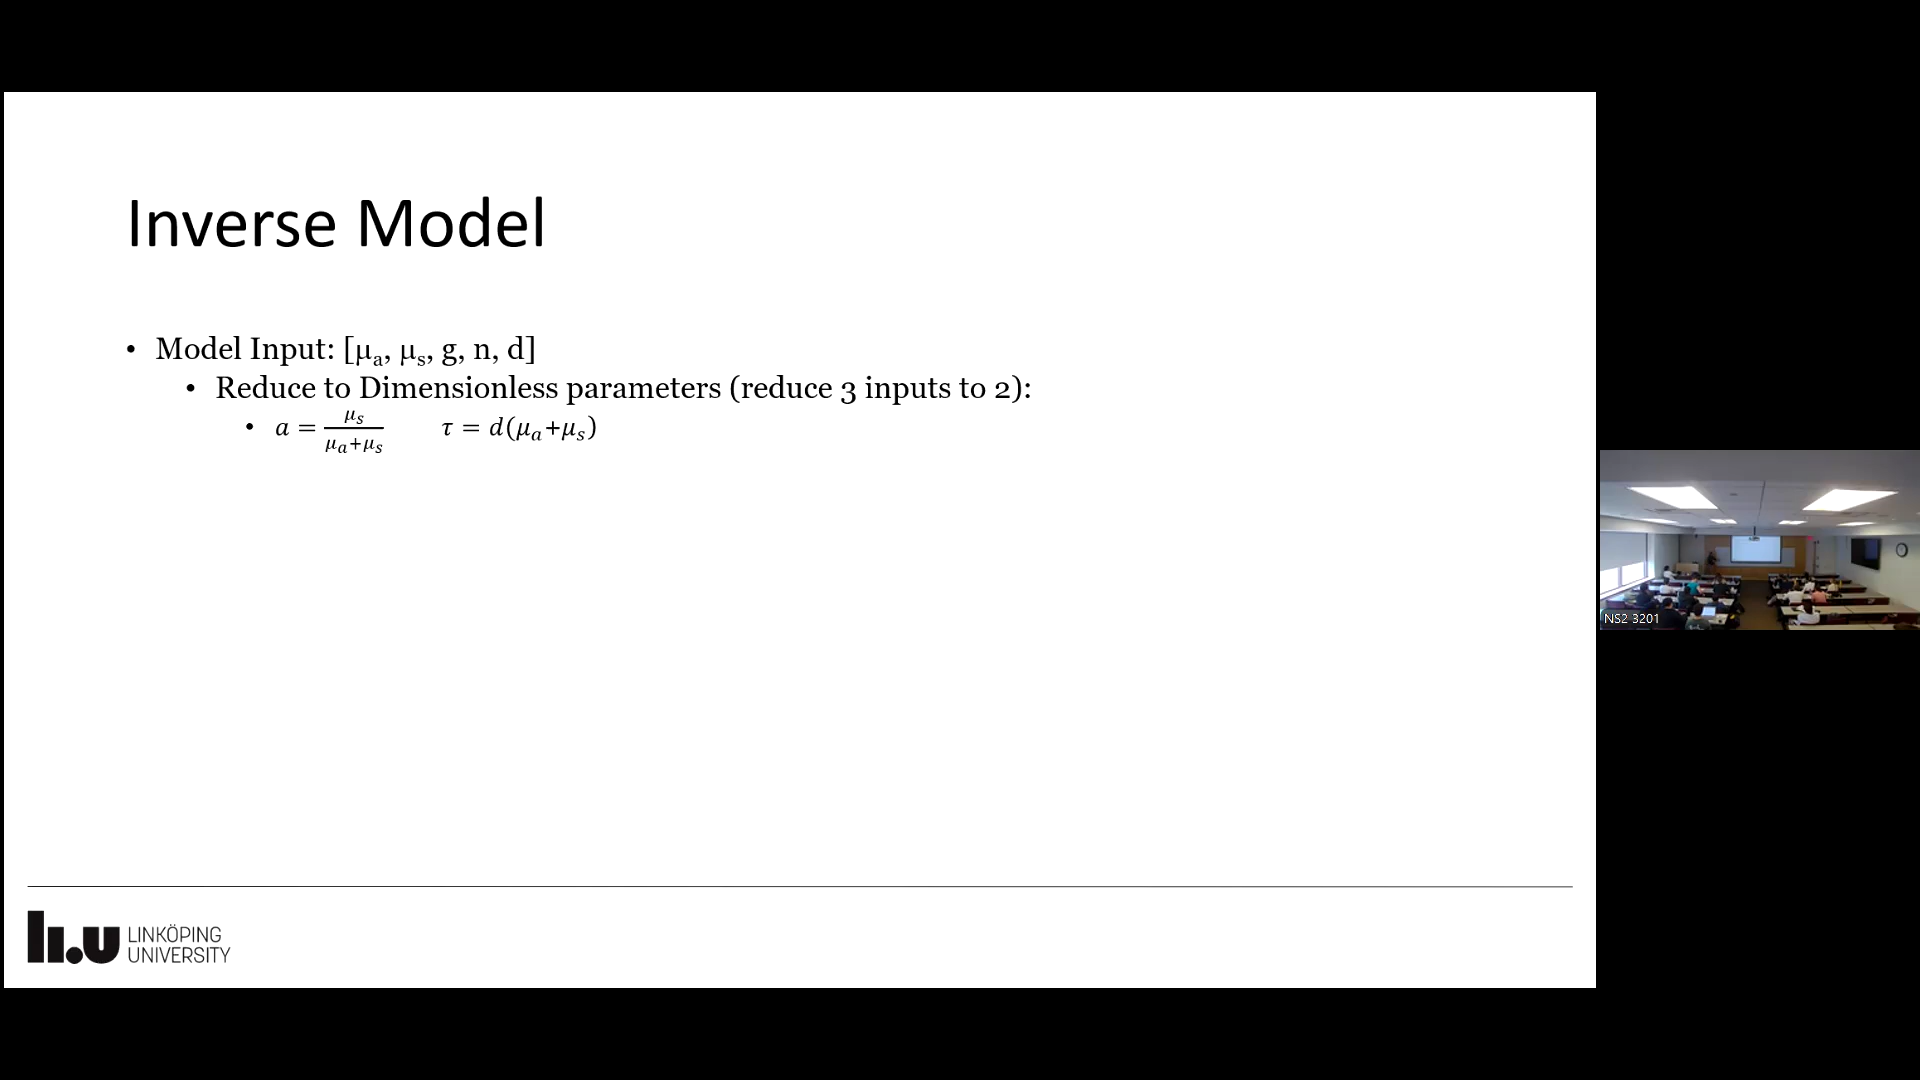 Inverse Model
• Model Input: [μₐ, μₛ, g, n, d]
• Reduce to Dimensionless parameters (reduce 3 inputs to 2):
• a = μₛ / (μₐ+μₛ)   τ = d(μₐ+μₛ)
NS2 3201
li.u LINKÖPING
UNIVERSITY